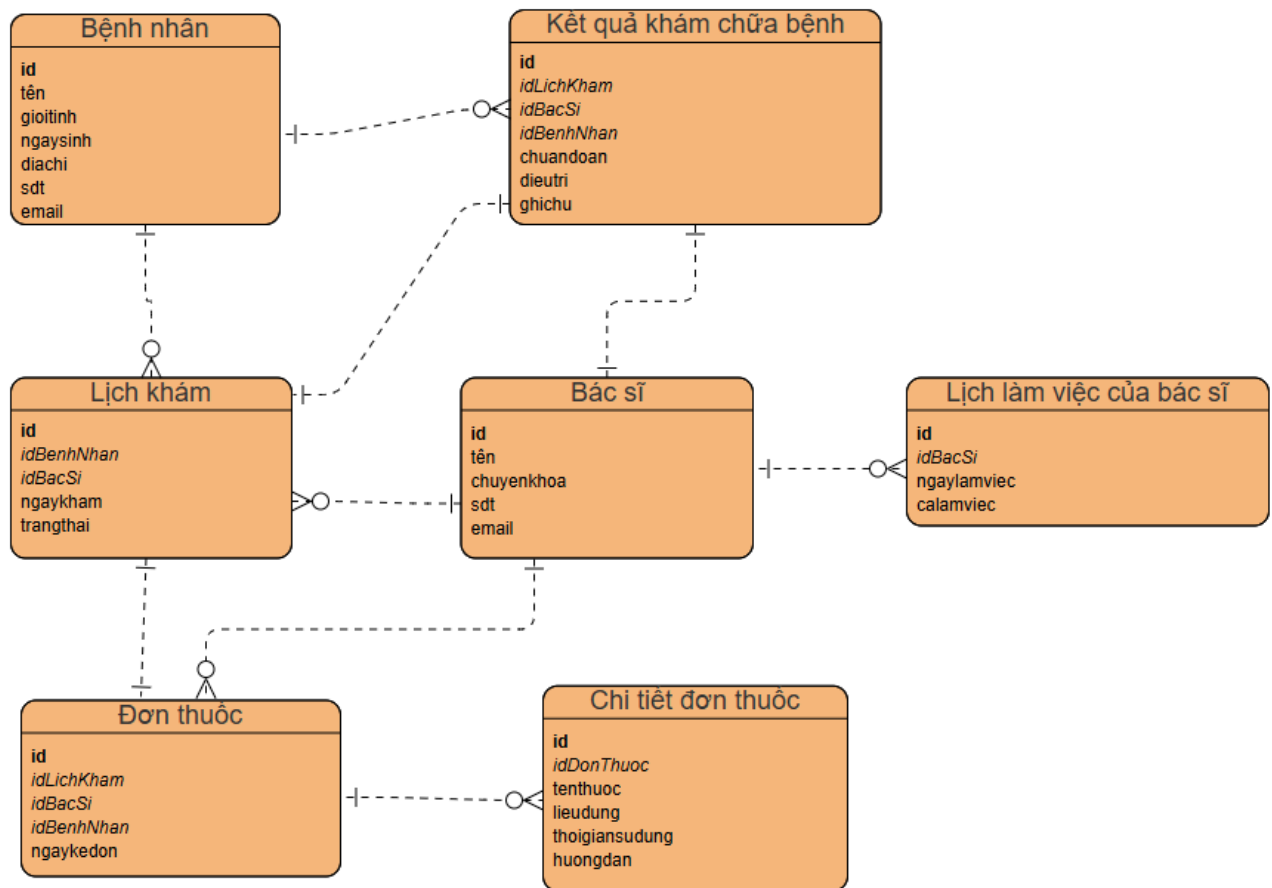 Bệnh nhân
id
tên
gioitinh
ngaysinh
diachi
sdt
email
Kết quả khám chữa bệnh
id
idLichKham
idBacSi
idBenhNhan
chuandoan
dieutri
ghichu
Lịch khám
id
idBenhNhan
idBacSi
ngaykham
trangthai
Bác sĩ
id
tên
chuyenkhoa
sdt
email
Lịch làm việc của bác sĩ
id
idBacSi
ngaylamviec
calamviec
Đơn thuốc
id
idLichKham
idBacSi
idBenhNhan
ngaykedon
Chi tiết đơn thuốc
id
idDonThuoc
tenthuoc
lieudung
thoigiansudung
huongdan